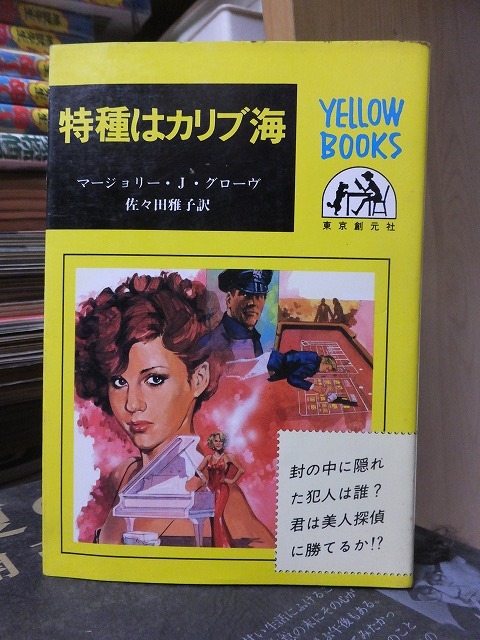 特種はカリブ海
マージョリー・J・グローヴ
佐々田雅子訳
YELLOW
BOOKS
東京創元社
封の中に隠れ
た犯人は誰?
君は美人探偵
に勝てるか!?